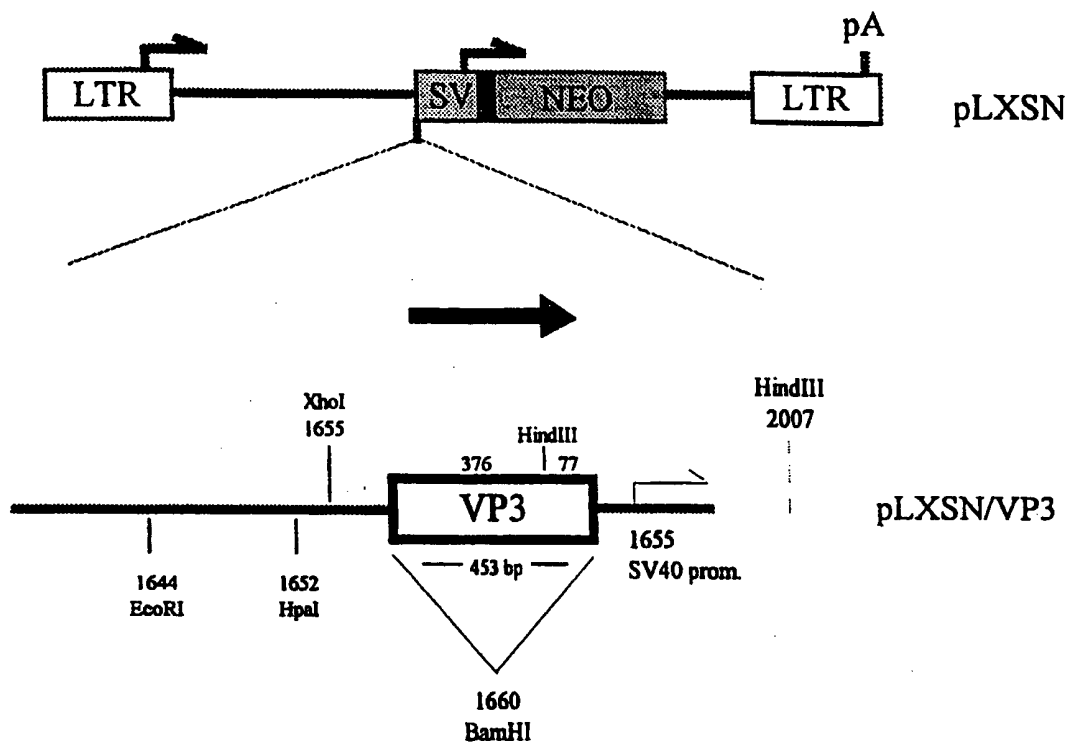 pA
LTR
SV
NEO
LTR
pLXSN
XhoI
1655
HindIII
376
77
HindIII
2007
VP3
pLXSN/VP3
453 bp
1644
EcoRI
1652
HpaI
1655
SV40 prom.
1660
BamHI